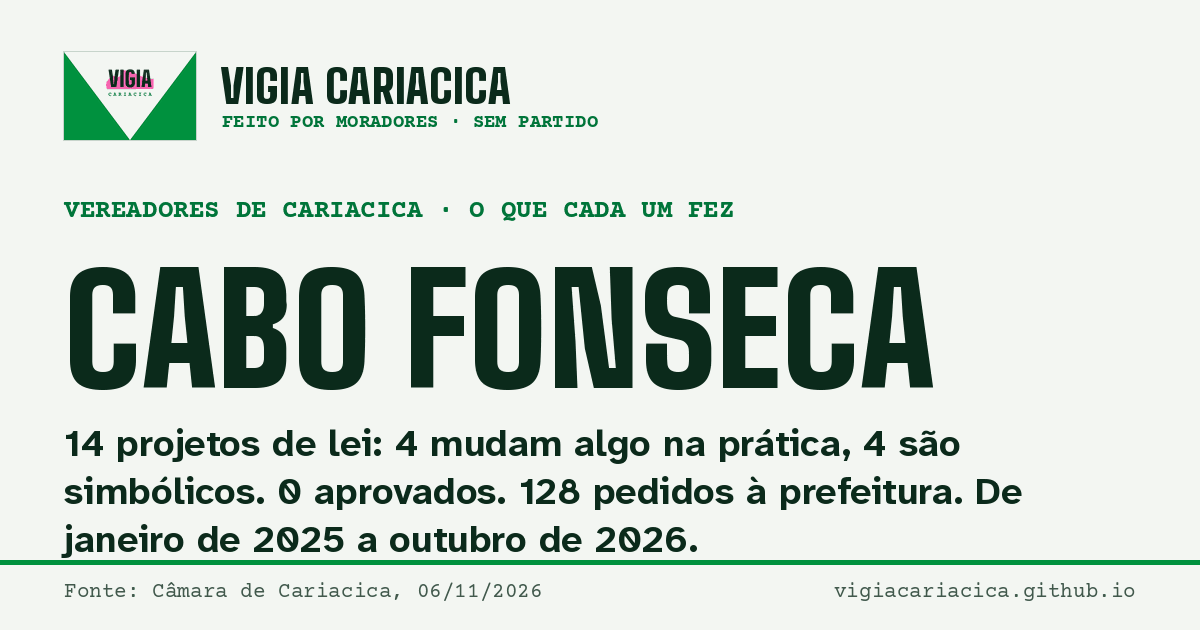 VIGIA
CARIACICA
VIGIA CARIACICA
FEITO POR MORADORES · SEM PARTIDO
VEREADORES DE CARIACICA · O QUE CADA UM FEZ
CABO FONSECA
14 projetos de lei: 4 mudam algo na prática, 4 são
simbólicos. 0 aprovados. 128 pedidos à prefeitura. De
janeiro de 2025 a outubro de 2026.
Fonte: Câmara de Cariacica, 06/11/2026
vigiacariacica.github.io